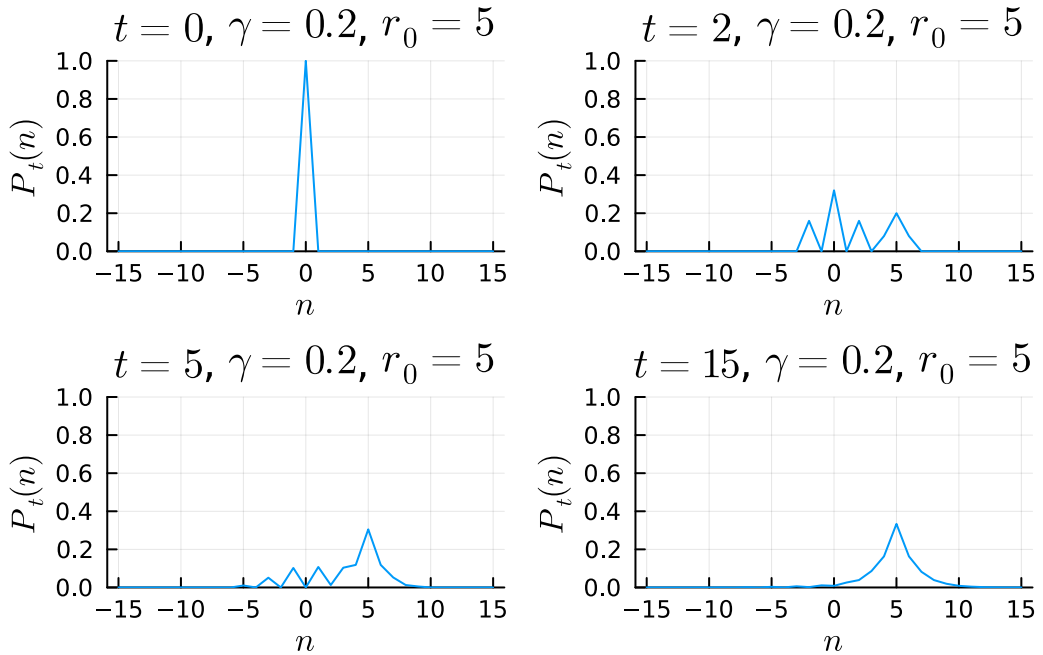 t = 0, γ = 0.2, r₀ = 5
P_t(n)
1.0
0.8
0.6
0.4
0.2
0.0
−15 −10 −5 0 5 10 15
n
t = 2, γ = 0.2, r₀ = 5
P_t(n)
1.0
0.8
0.6
0.4
0.2
0.0
−15 −10 −5 0 5 10 15
n
t = 5, γ = 0.2, r₀ = 5
P_t(n)
1.0
0.8
0.6
0.4
0.2
0.0
−15 −10 −5 0 5 10 15
n
t = 15, γ = 0.2, r₀ = 5
P_t(n)
1.0
0.8
0.6
0.4
0.2
0.0
−15 −10 −5 0 5 10 15
n